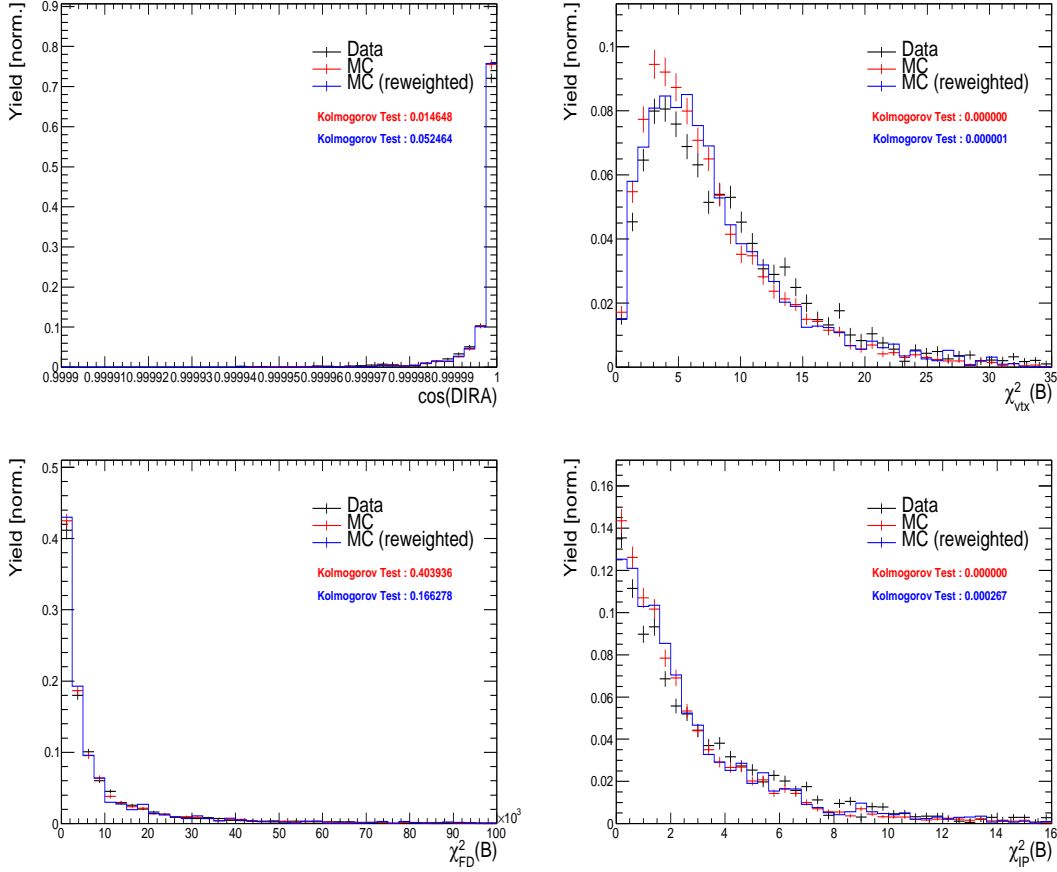 Yield [norm.]
0.9
0.8
0.7
0.6
0.5
0.4
0.3
0.2
0.1
0
Data
MC
MC (reweighted)
Kolmogorov Test : 0.014648
Kolmogorov Test : 0.052464
0.9999 0.99991 0.99992 0.99993 0.99994 0.99995 0.99996 0.99997 0.99998 0.99999 1
cos(DIRA)
Yield [norm.]
0.1
0.08
0.06
0.04
0.02
0
Data
MC
MC (reweighted)
Kolmogorov Test : 0.000000
Kolmogorov Test : 0.000001
0 5 10 15 20 25 30 35
χ²vtx(B)
Yield [norm.]
0.5
0.4
0.3
0.2
0.1
0
Data
MC
MC (reweighted)
Kolmogorov Test : 0.403936
Kolmogorov Test : 0.166278
0 10 20 30 40 50 60 70 80 90 100
×10³
χ²FD(B)
Yield [norm.]
0.16
0.14
0.12
0.1
0.08
0.06
0.04
0.02
0
Data
MC
MC (reweighted)
Kolmogorov Test : 0.000000
Kolmogorov Test : 0.000267
0 2 4 6 8 10 12 14 16
χ²IP(B)